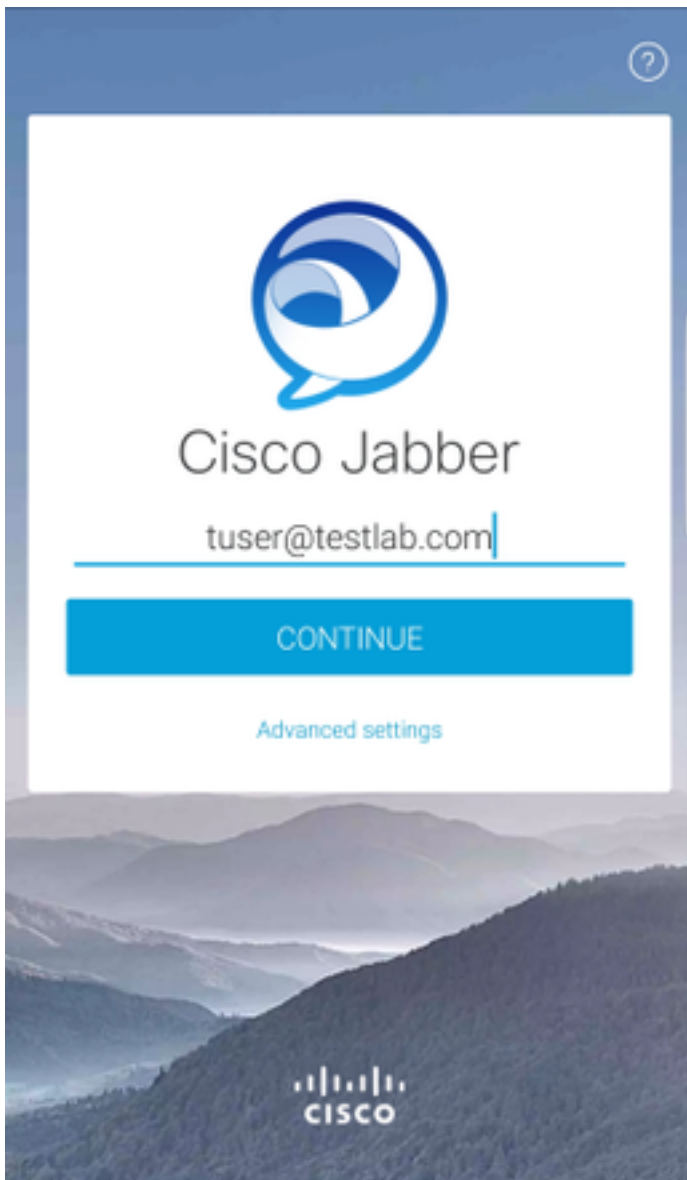 ?
Cisco Jabber
tuser@testlab.com
CONTINUE
Advanced settings
CISCO